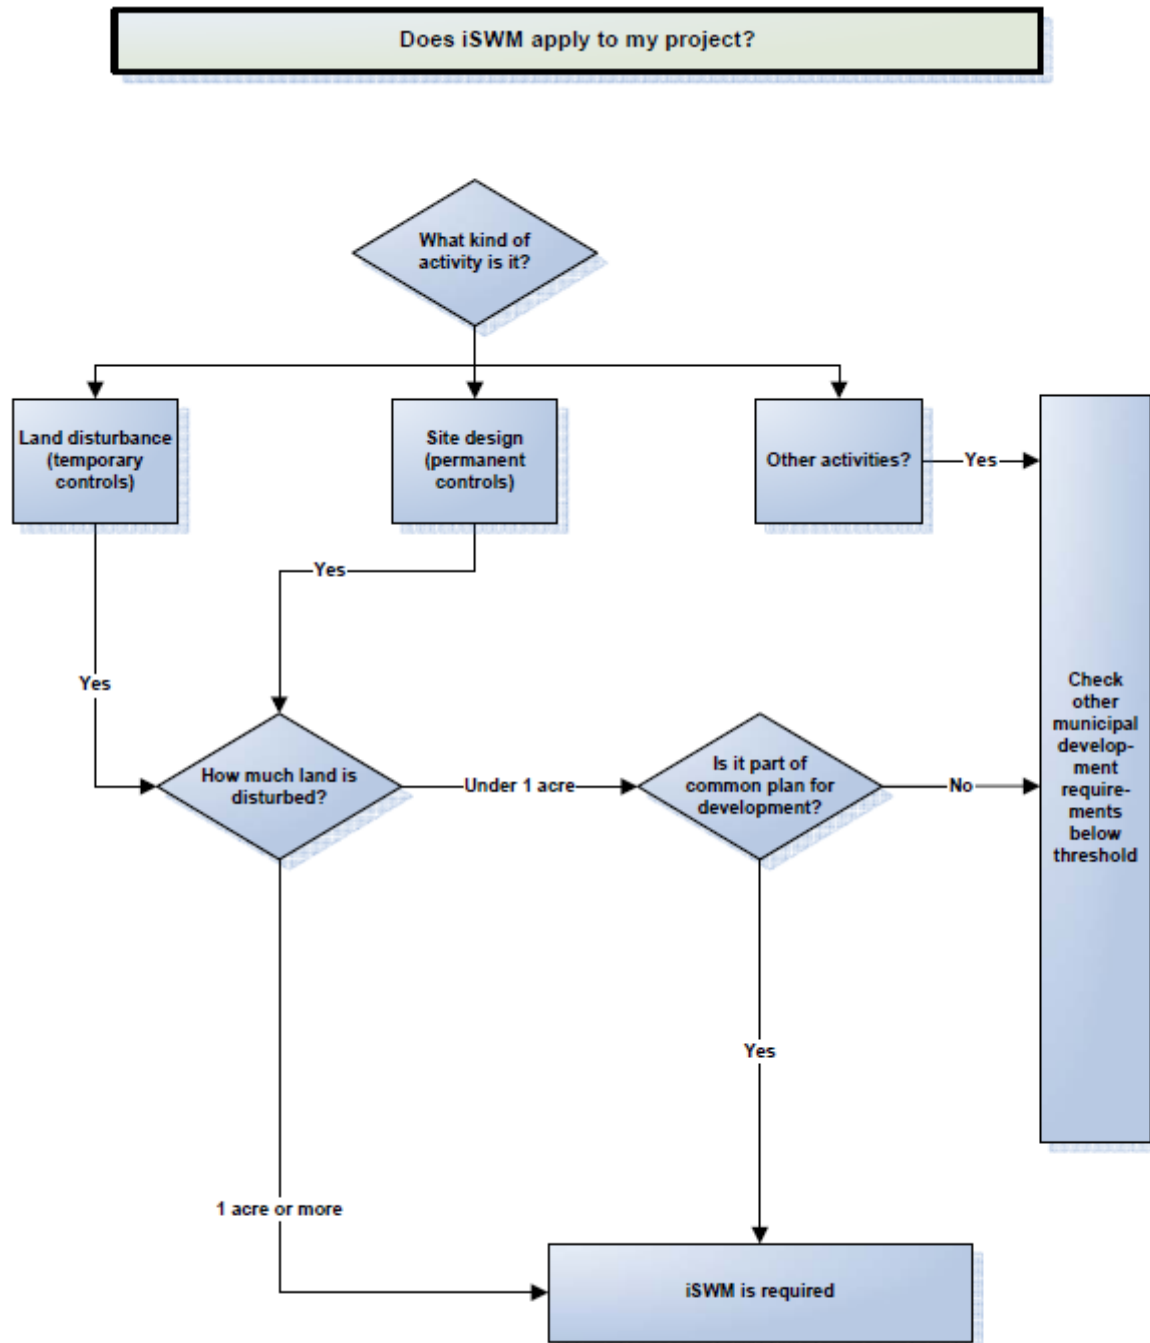 Does iSWM apply to my project?
What kind of
activity is it?
Land disturbance
(temporary
controls)
Site design
(permanent
controls)
Other activities?
Yes
Yes
Yes
How much land is
disturbed?
Under 1 acre
Is it part of
common plan for
development?
No
Check
other
municipal
develop-
ment
require-
ments
below
threshold
Yes
1 acre or more
iSWM is required